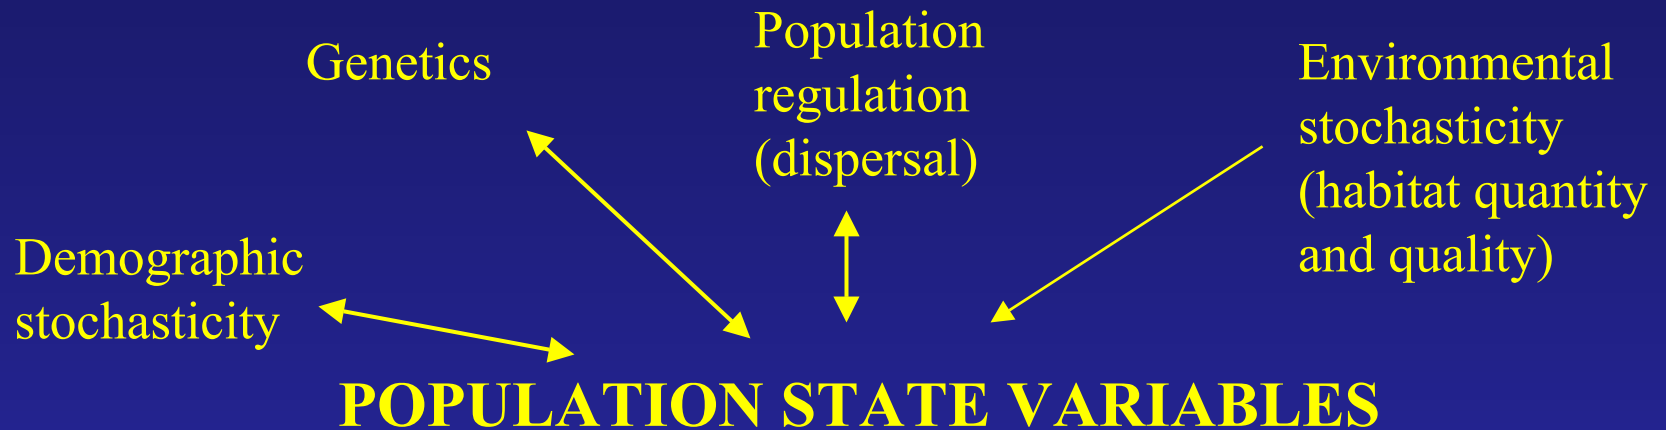 Genetics
Population
regulation
(dispersal)
Environmental
stochasticity
(habitat quantity
and quality)
Demographic
stochasticity
POPULATION STATE VARIABLES